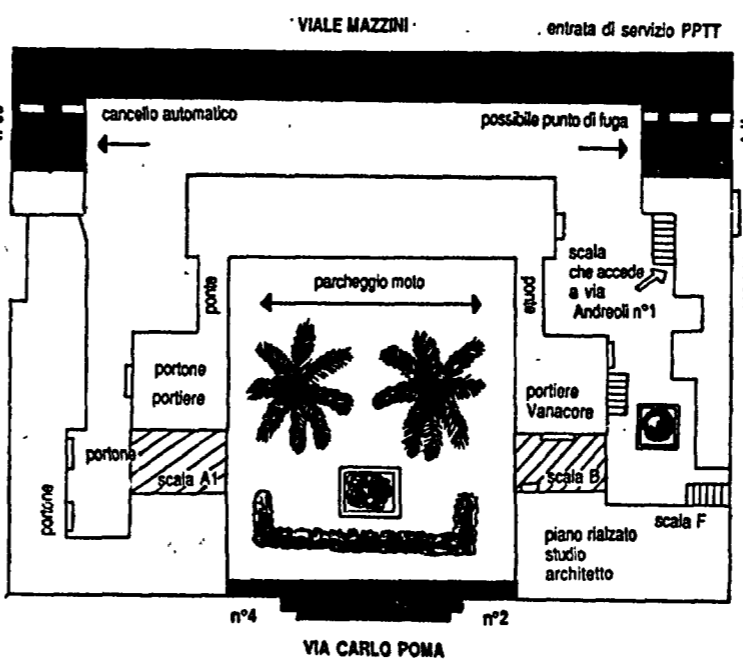 VIALE MAZZINI
entrata di servizio PPTT
cancello automatico
possibile punto di fuga
scala
che accede
a via
Andreoli n°1
parcheggio moto
ponte
ponte
portone
portiere
portiere
Vanacore
portone
scala A1
scala B
portone
scala F
piano rialzato
studio
architetto
n°4
n°2
VIA CARLO POMA